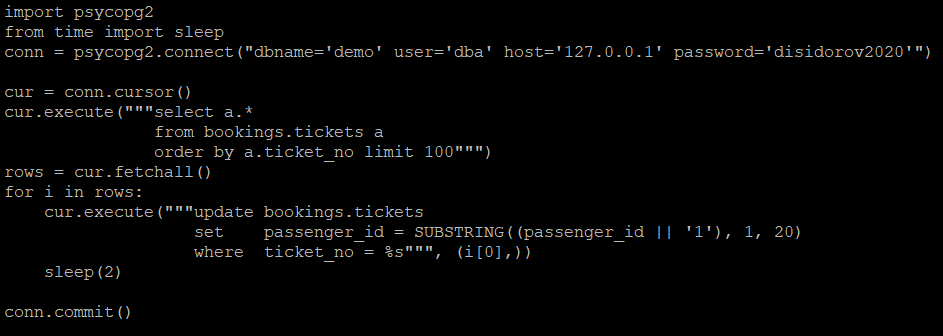 import psycopg2
from time import sleep
conn = psycopg2.connect("dbname='demo' user='dba' host='127.0.0.1' password='disidorov2020'")

cur = conn.cursor()
cur.execute("""select a.*
               from bookings.tickets a
               order by a.ticket_no limit 100""")
rows = cur.fetchall()
for i in rows:
    cur.execute("""update bookings.tickets
                   set    passenger_id = SUBSTRING((passenger_id || '1'), 1, 20)
                   where  ticket_no = %s""", (i[0],))
    sleep(2)

conn.commit()